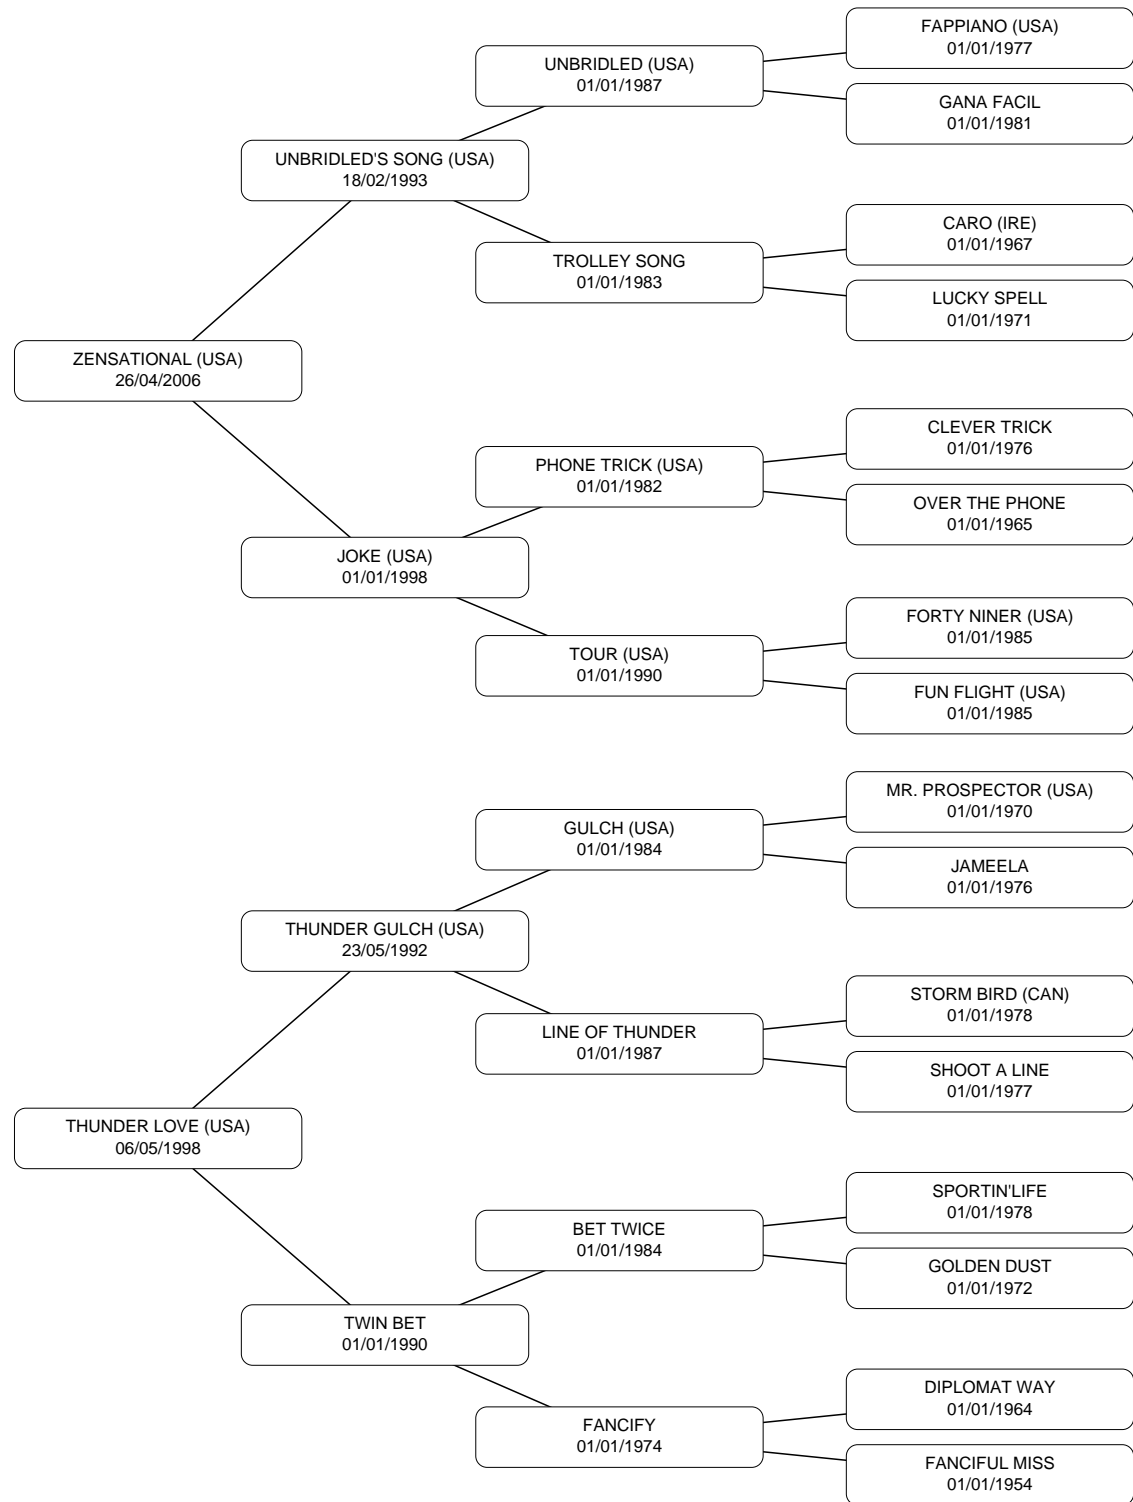 FAPPIANO (USA)
01/01/1977
UNBRIDLED (USA)
01/01/1987
GANA FACIL
01/01/1981
UNBRIDLED'S SONG (USA)
18/02/1993
CARO (IRE)
01/01/1967
TROLLEY SONG
01/01/1983
LUCKY SPELL
01/01/1971
ZENSATIONAL (USA)
26/04/2006
CLEVER TRICK
01/01/1976
PHONE TRICK (USA)
01/01/1982
OVER THE PHONE
01/01/1965
JOKE (USA)
01/01/1998
FORTY NINER (USA)
01/01/1985
TOUR (USA)
01/01/1990
FUN FLIGHT (USA)
01/01/1985
MR. PROSPECTOR (USA)
01/01/1970
GULCH (USA)
01/01/1984
JAMEELA
01/01/1976
THUNDER GULCH (USA)
23/05/1992
STORM BIRD (CAN)
01/01/1978
LINE OF THUNDER
01/01/1987
SHOOT A LINE
01/01/1977
THUNDER LOVE (USA)
06/05/1998
SPORTIN'LIFE
01/01/1978
BET TWICE
01/01/1984
GOLDEN DUST
01/01/1972
TWIN BET
01/01/1990
DIPLOMAT WAY
01/01/1964
FANCIFY
01/01/1974
FANCIFUL MISS
01/01/1954